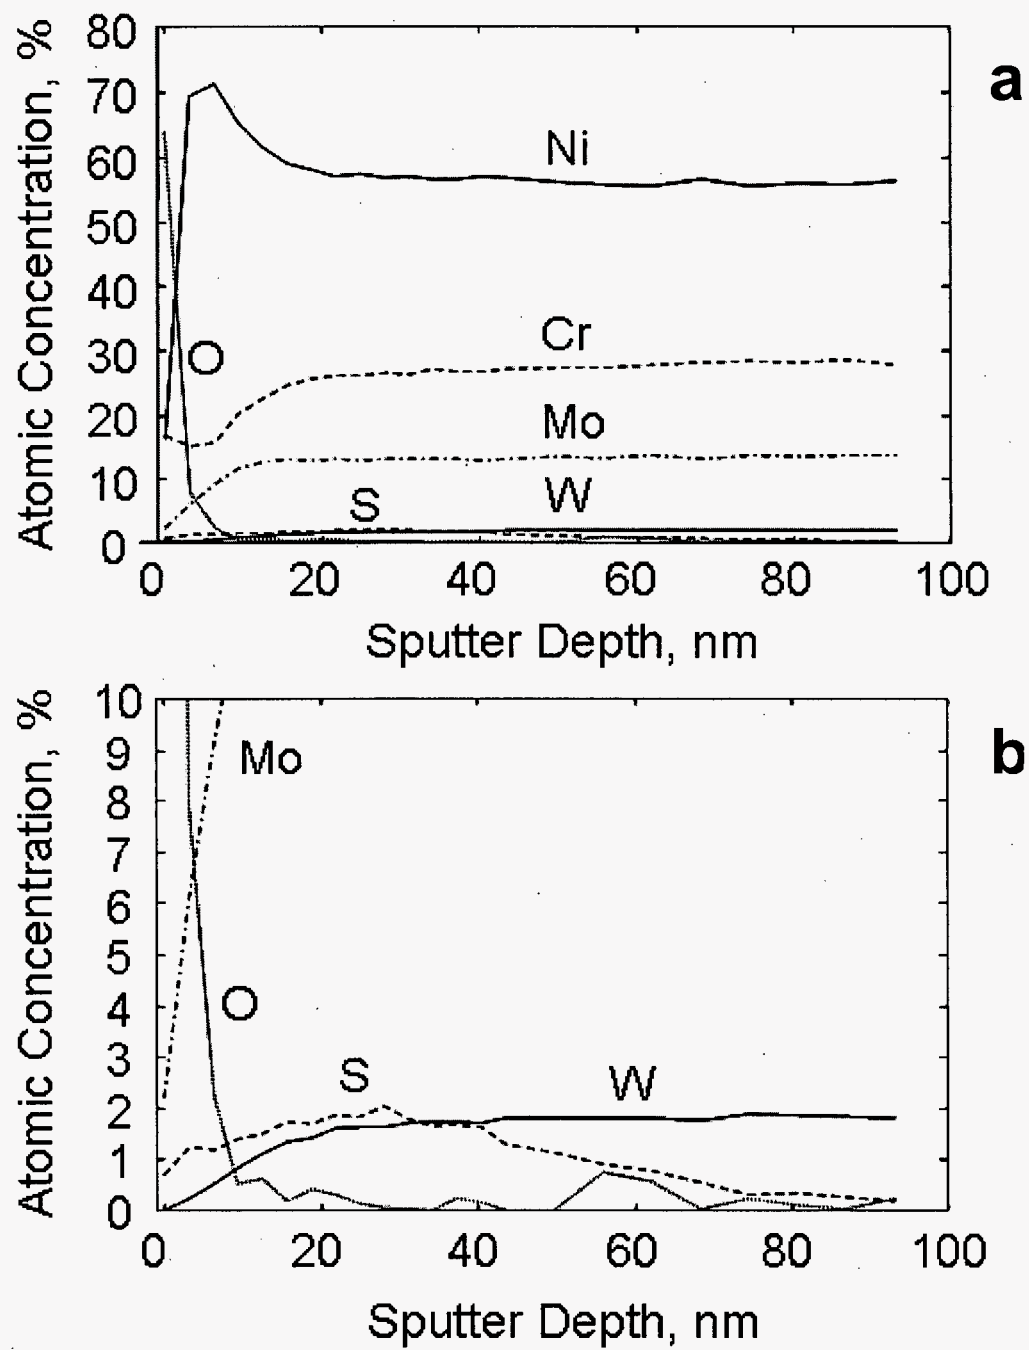 80
70
60
50
40
30
20
10
0
Atomic Concentration, %
a
Ni
O
Cr
Mo
S
W
0 20 40 60 80 100
Sputter Depth, nm
10
9
8
7
6
5
4
3
2
1
0
Atomic Concentration, %
b
Mo
O
S
W
0 20 40 60 80 100
Sputter Depth, nm